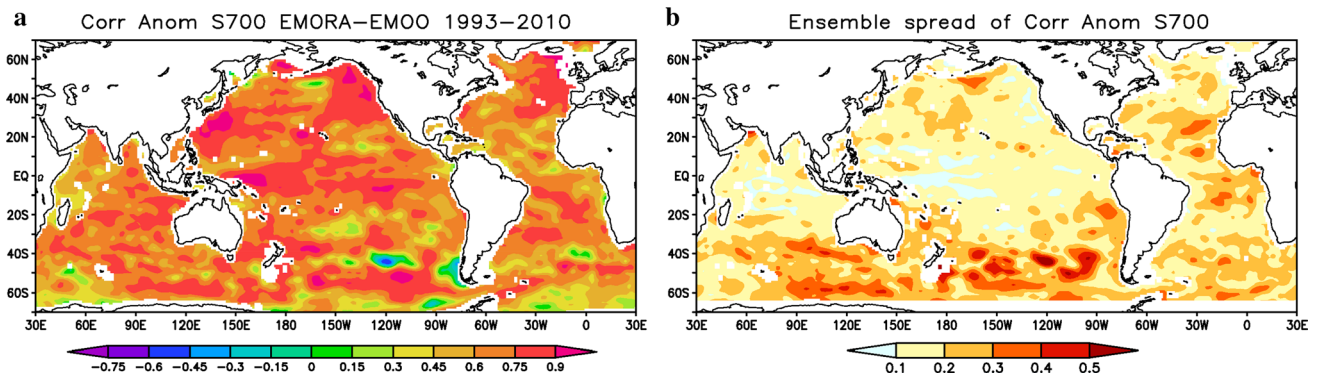 a Corr Anom S700 EMORA−EMOO 1993−2010
60N
40N
20N
EQ
20S
40S
60S
30E 60E 90E 120E 150E 180 150W 120W 90W 60W 30W 0 30E
−0.75 −0.6 −0.45 −0.3 −0.15 0 0.15 0.3 0.45 0.6 0.75 0.9
b Ensemble spread of Corr Anom S700
60N
40N
20N
EQ
20S
40S
60S
30E 60E 90E 120E 150E 180 150W 120W 90W 60W 30W 0 30E
0.1 0.2 0.3 0.4 0.5